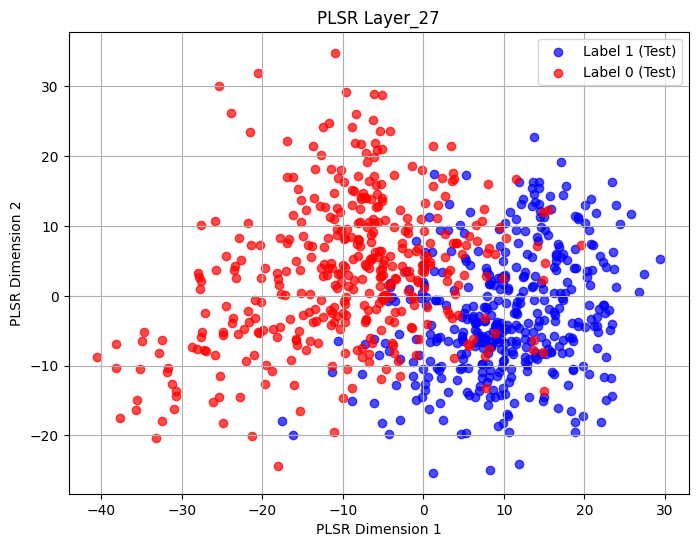 PLSR Layer_27
Label 1 (Test)
Label 0 (Test)
PLSR Dimension 2
30
20
10
0
−10
−20
−40
−30
−20
−10
0
10
20
30
PLSR Dimension 1